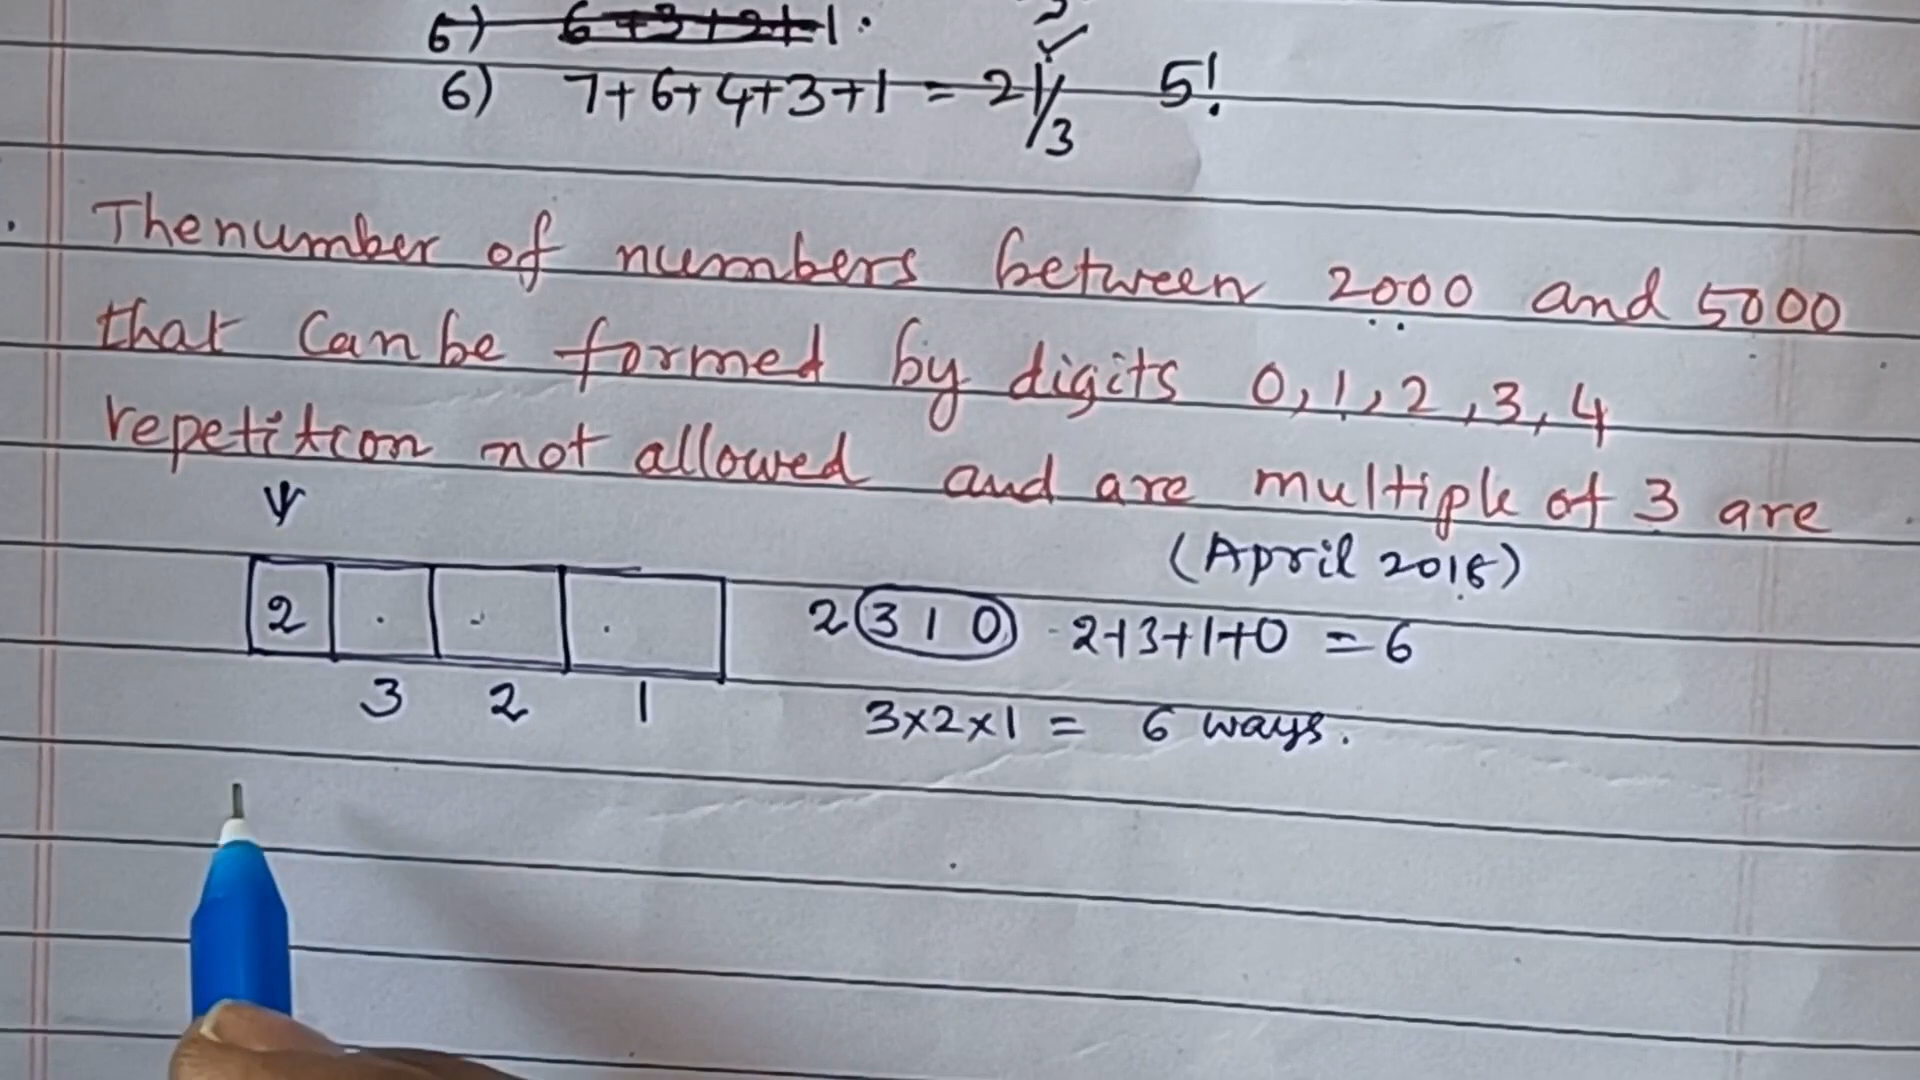 6) 6+3+2+1.
6) 7+6+4+3+1 = 21/3 5!
The number of numbers between 2000 and 5000
that can be formed by digits 0,1,2,3,4
repetition not allowed and are multiple of 3 are
(April 2018)
2 2 3 1 0 2+3+1+0 = 6
3 2 1 3x2x1 = 6 ways.